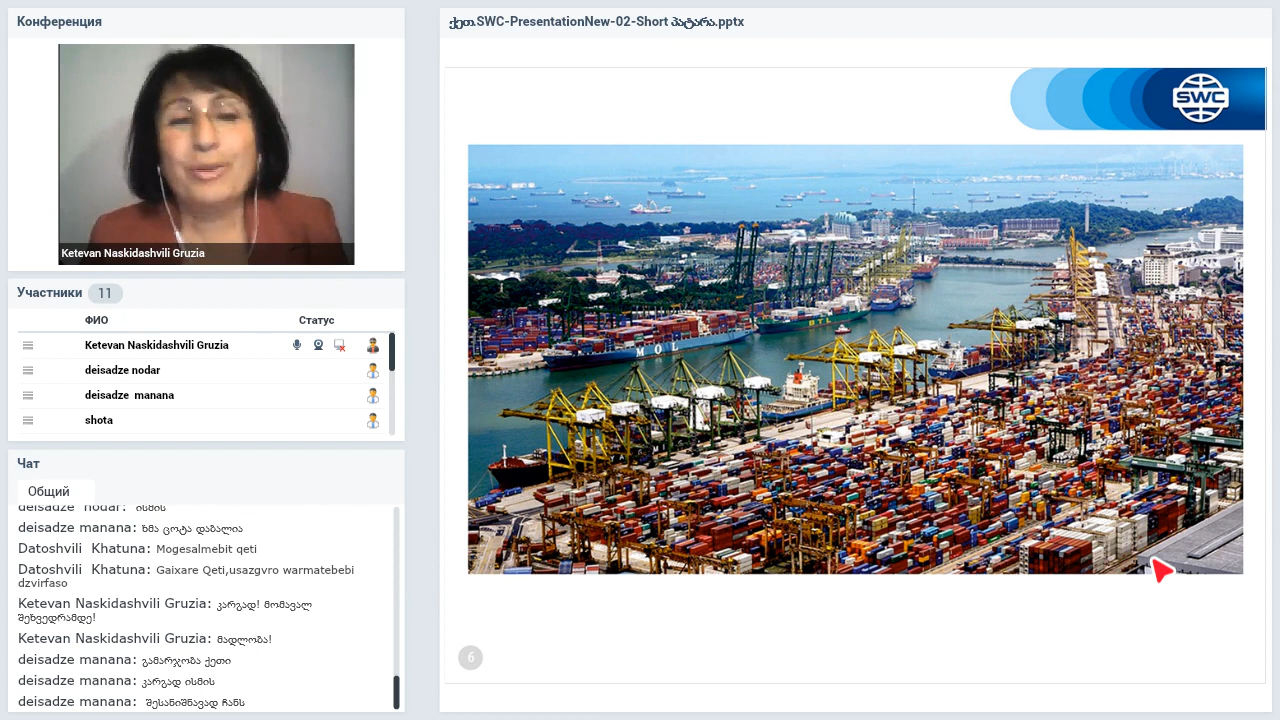 Конференция
Ketevan Naskidashvili Gruzia
Участники 11
ФИО Статус
Ketevan Naskidashvili Gruzia
deisadze nodar
deisadze manana
shota
Чат
Общий
deisadze nodar: ისმის
deisadze manana: ხმა ცოტა დაბალია
Datoshvili Khatuna: Mogesalmebit qeti
Datoshvili Khatuna: Gaixare Qeti,usazgvro warmatebebi
dzvirfaso
Ketevan Naskidashvili Gruzia: კარგად! მომავალ
შეხვედრამდე!
Ketevan Naskidashvili Gruzia: მადლობა!
deisadze manana: გამარჯობა ქეთი
deisadze manana: კარგად ისმის
deisadze manana: შესანიშნავად ჩანს
ქეთ.SWC-PresentationNew-02-Short პატარა.pptx
SWC
MOL
6